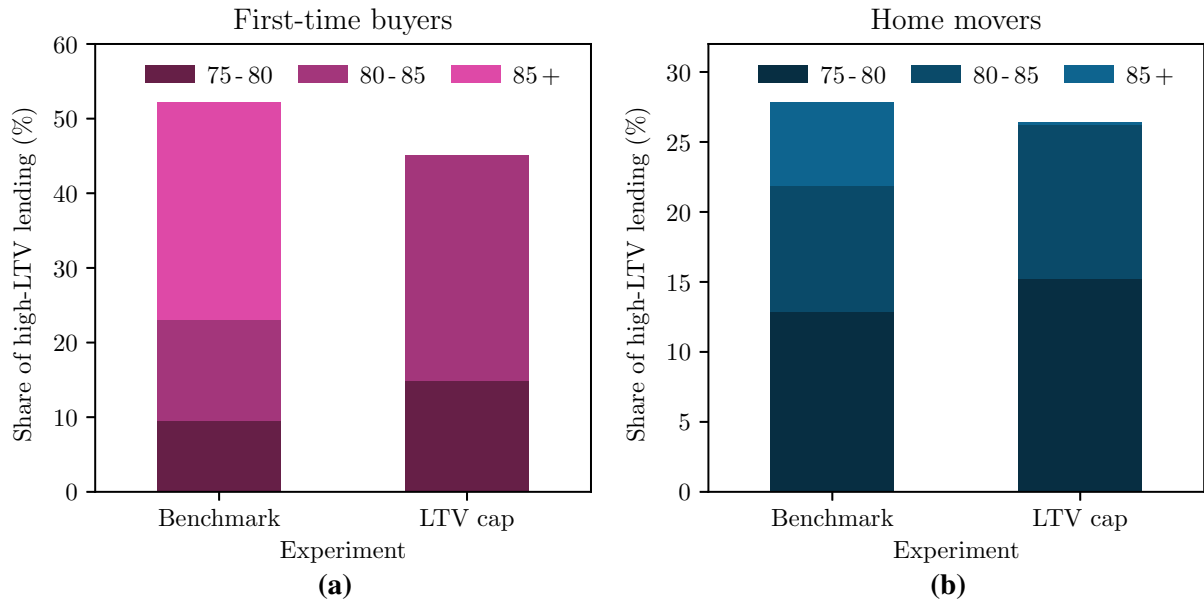 First-time buyers
Share of high-LTV lending (%)
60
50
40
30
20
10
0
75 - 80
80 - 85
85 +
Benchmark
LTV cap
Experiment
(a)
Home movers
Share of high-LTV lending (%)
30
25
20
15
10
5
0
75 - 80
80 - 85
85 +
Benchmark
LTV cap
Experiment
(b)